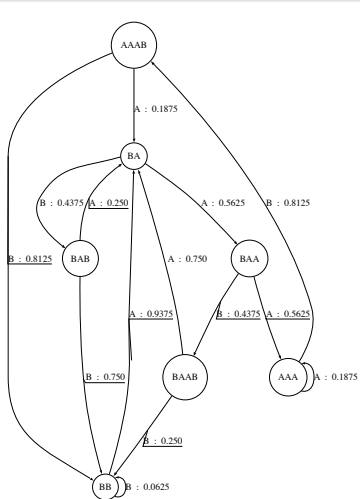 AAAB
A : 0.1875
BA
B : 0.4375
A : 0.250
A : 0.5625
B : 0.8125
B : 0.8125
BAB
A : 0.750
BAA
A : 0.9375
B : 0.4375
A : 0.5625
B : 0.750
BAAB
AAA
A : 0.1875
B : 0.250
BB
B : 0.0625